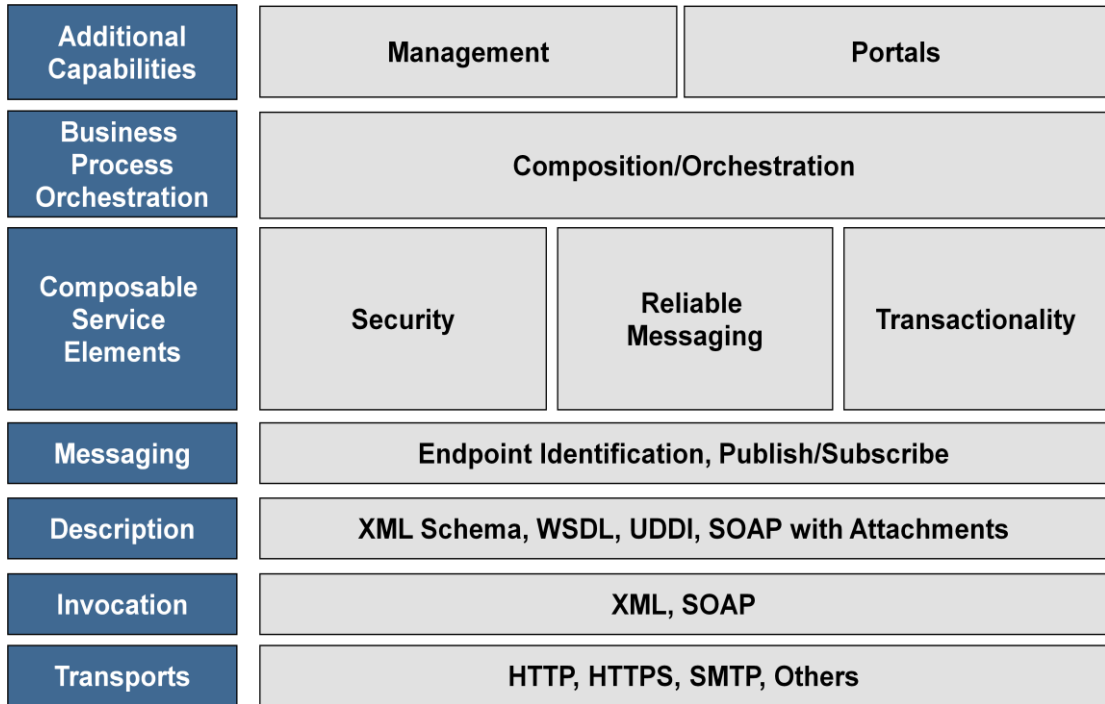 Additional
Capabilities
Management
Portals
Business
Process
Orchestration
Composition/Orchestration
Composable
Service
Elements
Security
Reliable
Messaging
Transactionality
Messaging
Endpoint Identification, Publish/Subscribe
Description
XML Schema, WSDL, UDDI, SOAP with Attachments
Invocation
XML, SOAP
Transports
HTTP, HTTPS, SMTP, Others